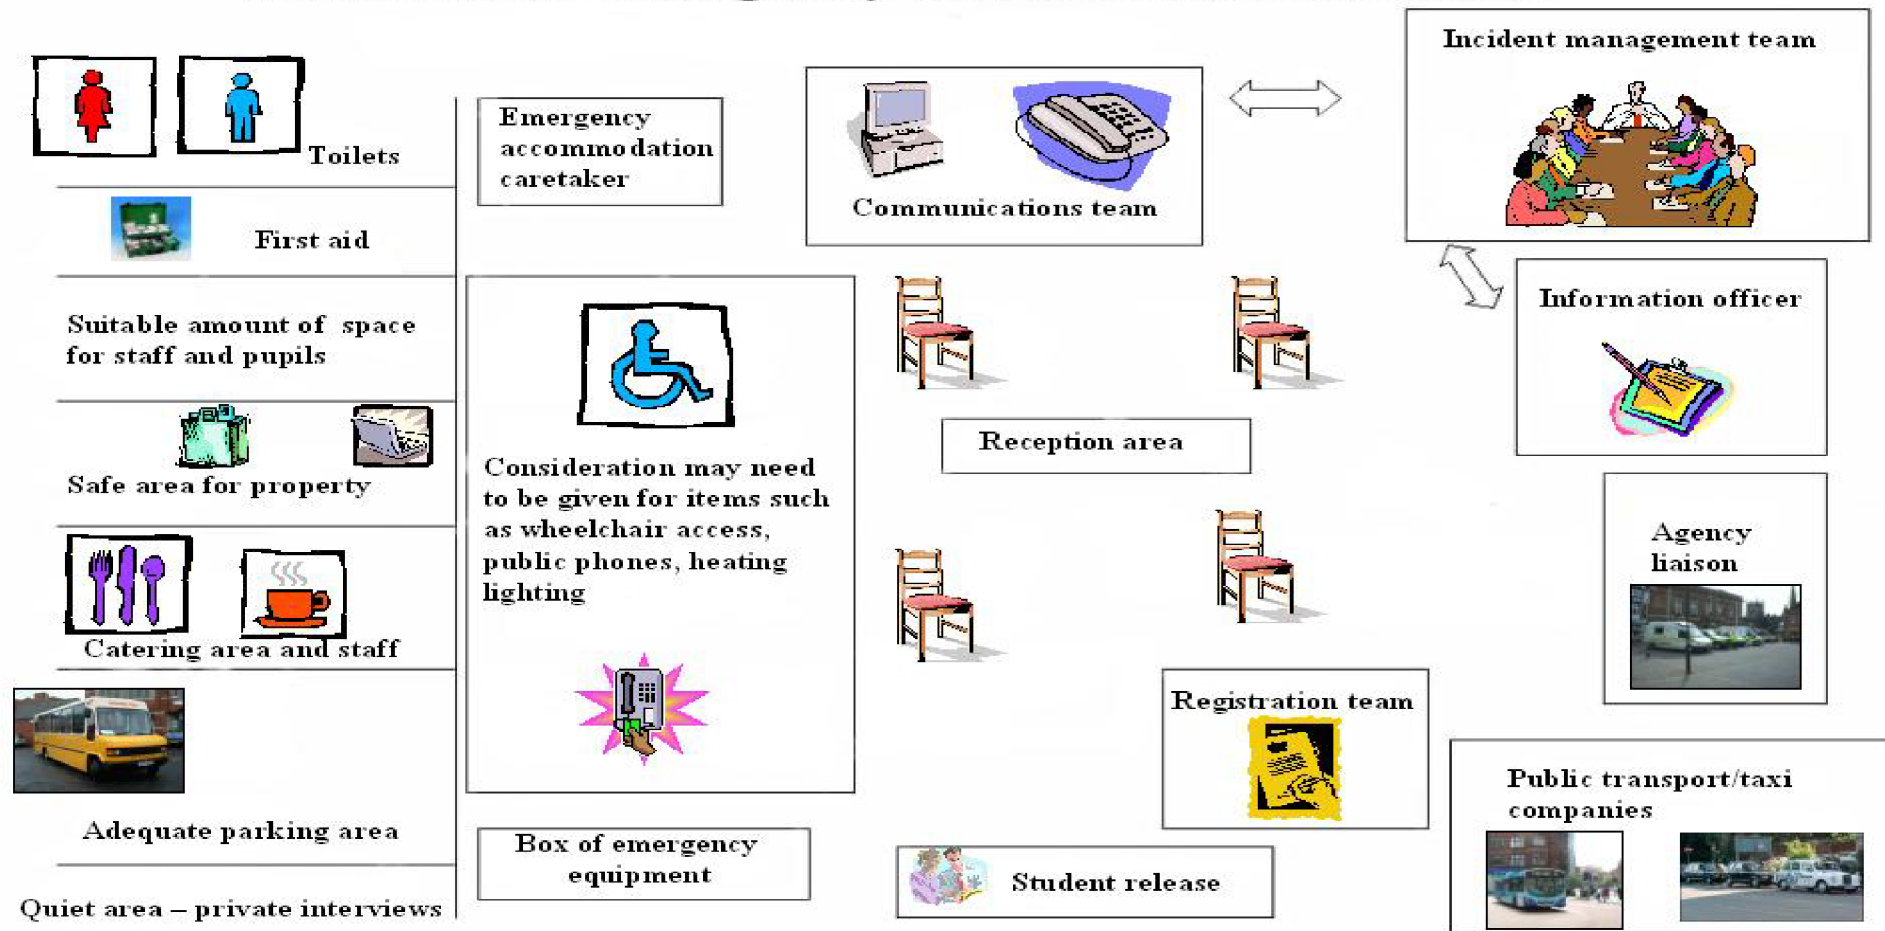 Toilets
First aid
Suitable amount of space
for staff and pupils
Safe area for property
Catering area and staff
Adequate parking area
Quiet area – private interviews
Emergency
accommodation
caretaker
Consideration may need
to be given for items such
as wheelchair access,
public phones, heating
lighting
Box of emergency
equipment
Communications team
Reception area
Registration team
Student release
Incident management team
Information officer
Agency
liaison
Public transport/taxi
companies